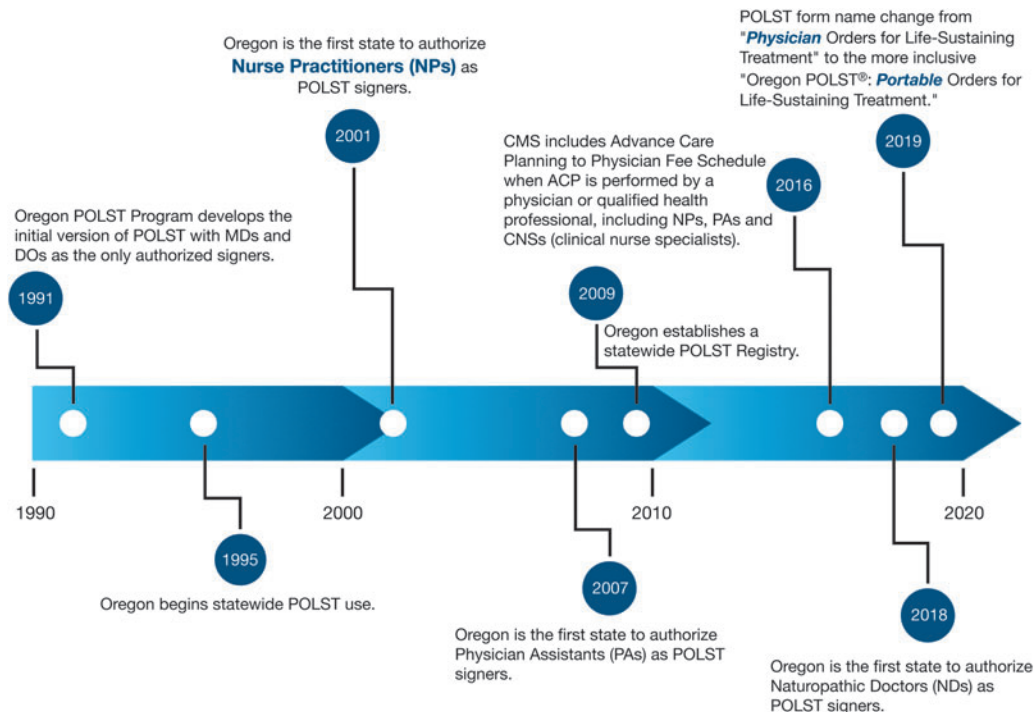 Oregon is the first state to authorize
Nurse Practitioners (NPs) as
POLST signers.
2001
POLST form name change from
"Physician Orders for Life-Sustaining
Treatment" to the more inclusive
"Oregon POLST®: Portable Orders for
Life-Sustaining Treatment."
2019
CMS includes Advance Care
Planning to Physician Fee Schedule
when ACP is performed by a
physician or qualified health
professional, including NPs, PAs and
CNSs (clinical nurse specialists).
2016
Oregon POLST Program develops the
initial version of POLST with MDs and
DOs as the only authorized signers.
1991
2009
Oregon establishes a
statewide POLST Registry.
1990
2000
2010
2020
1995
Oregon begins statewide POLST use.
2007
Oregon is the first state to authorize
Physician Assistants (PAs) as POLST
signers.
2018
Oregon is the first state to authorize
Naturopathic Doctors (NDs) as
POLST signers.